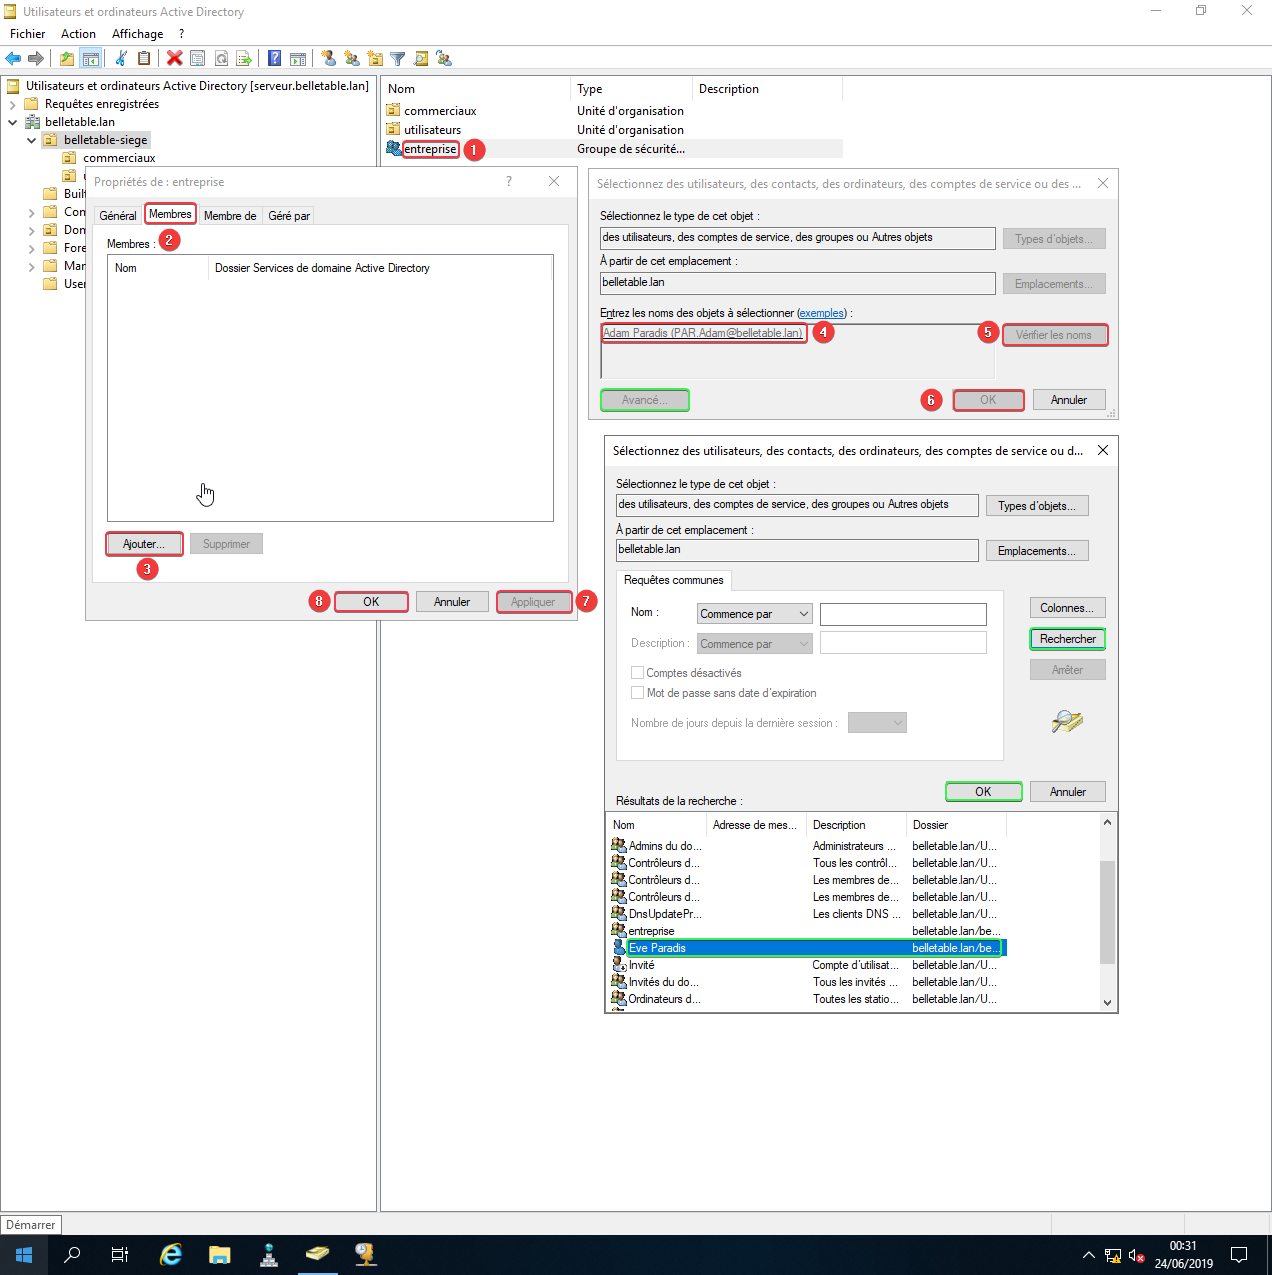 Utilisateurs et ordinateurs Active Directory
Fichier Action Affichage ?
Utilisateurs et ordinateurs Active Directory [serveur.belletable.lan]
Requêtes enregistrées
belletable.lan
belletable-siege
commerciaux
Buil
Con
Don
Fore
Man
User
Nom Type Description
commerciaux Unité d'organisation
utilisateurs Unité d'organisation
entreprise 1 Groupe de sécurité...
Propriétés de : entreprise ?
Général Membres Membre de Géré par
2
Membres :
Nom Dossier Services de domaine Active Directory
Ajouter... Supprimer
3
8 OK Annuler Appliquer 7
Sélectionnez des utilisateurs, des contacts, des ordinateurs, des comptes de service ou des ...
Sélectionnez le type de cet objet :
des utilisateurs, des comptes de service, des groupes ou Autres objets Types d'objets...
À partir de cet emplacement :
belletable.lan Emplacements...
Entrez les noms des objets à sélectionner (exemples) :
Adam Paradis (PAR.Adam@belletable.lan) 4 5 Vérifier les noms
Avancé... 6 OK Annuler
Sélectionnez des utilisateurs, des contacts, des ordinateurs, des comptes de service ou d...
Sélectionnez le type de cet objet :
des utilisateurs, des comptes de service, des groupes ou Autres objets Types d'objets...
À partir de cet emplacement :
belletable.lan Emplacements...
Requêtes communes
Nom : Commence par Colonnes...
Description : Commence par Rechercher
Comptes désactivés Arrêter
Mot de passe sans date d'expiration
Nombre de jours depuis la dernière session :
OK Annuler
Résultats de la recherche :
Nom Adresse de mes... Description Dossier
Admins du do... Administrateurs ... belletable.lan/U...
Contrôleurs d... Tous les contrôl... belletable.lan/U...
Contrôleurs d... Les membres de... belletable.lan/U...
Contrôleurs d... Les membres de... belletable.lan/U...
DnsUpdatePr... Les clients DNS ... belletable.lan/U...
entreprise belletable.lan/be...
Eve Paradis belletable.lan/be...
Invité Compte d'utilisat... belletable.lan/U...
Invités du do... Tous les invités ... belletable.lan/U...
Ordinateurs d... Toutes les statio... belletable.lan/U...
Démarrer
00:31
24/06/2019